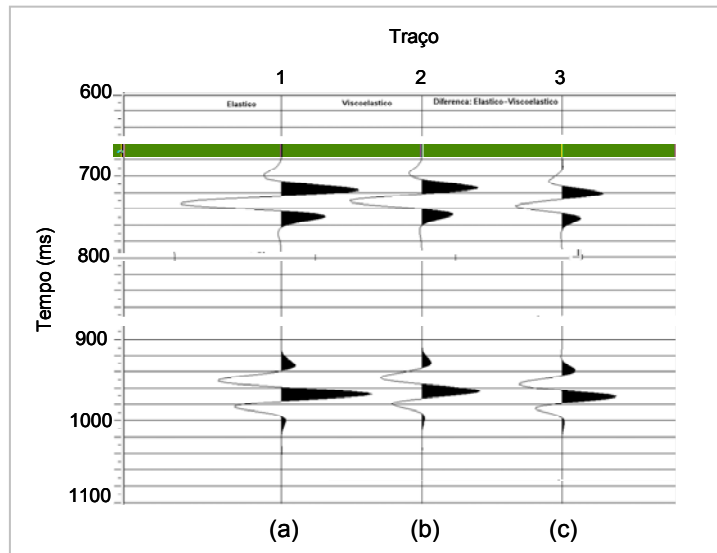 Traço
1 2 3
600
Elastico Viscoelastico Diferenca: Elastico-Viscoelastico
700
800
Tempo (ms)
900
1000
1100
(a) (b) (c)